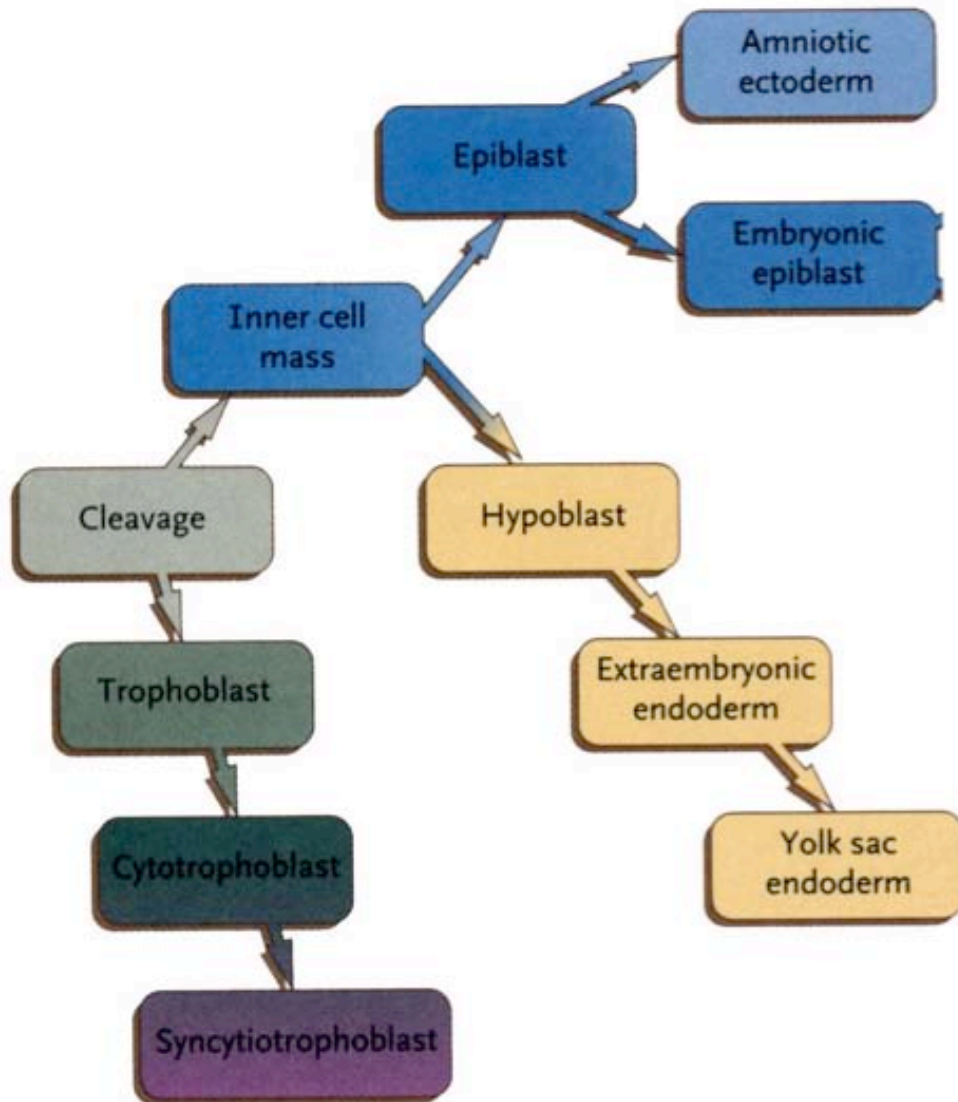 Amniotic
ectoderm
Epiblast
Embryonic
epiblast
Inner cell
mass
Cleavage
Hypoblast
Trophoblast
Extraembryonic
endoderm
Cytotrophoblast
Yolk sac
endoderm
Syncytiotrophoblast